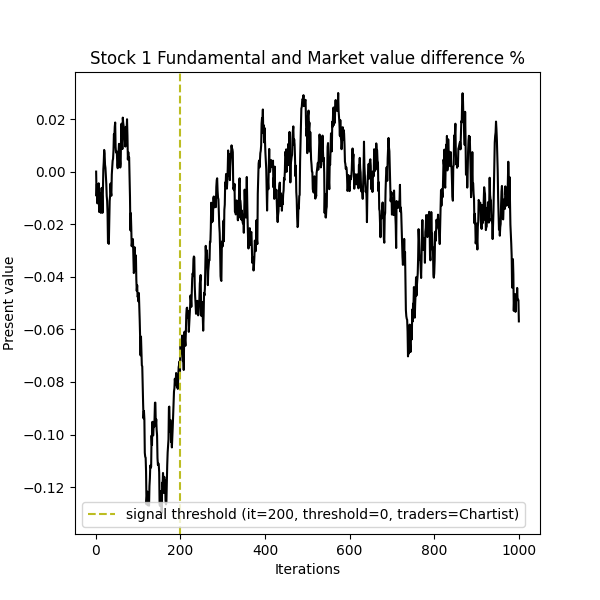 Stock 1 Fundamental and Market value difference %
0.02
0.00
−0.02
−0.04
−0.06
−0.08
−0.10
−0.12
Present value
signal threshold (it=200, threshold=0, traders=Chartist)
0 200 400 600 800 1000
Iterations